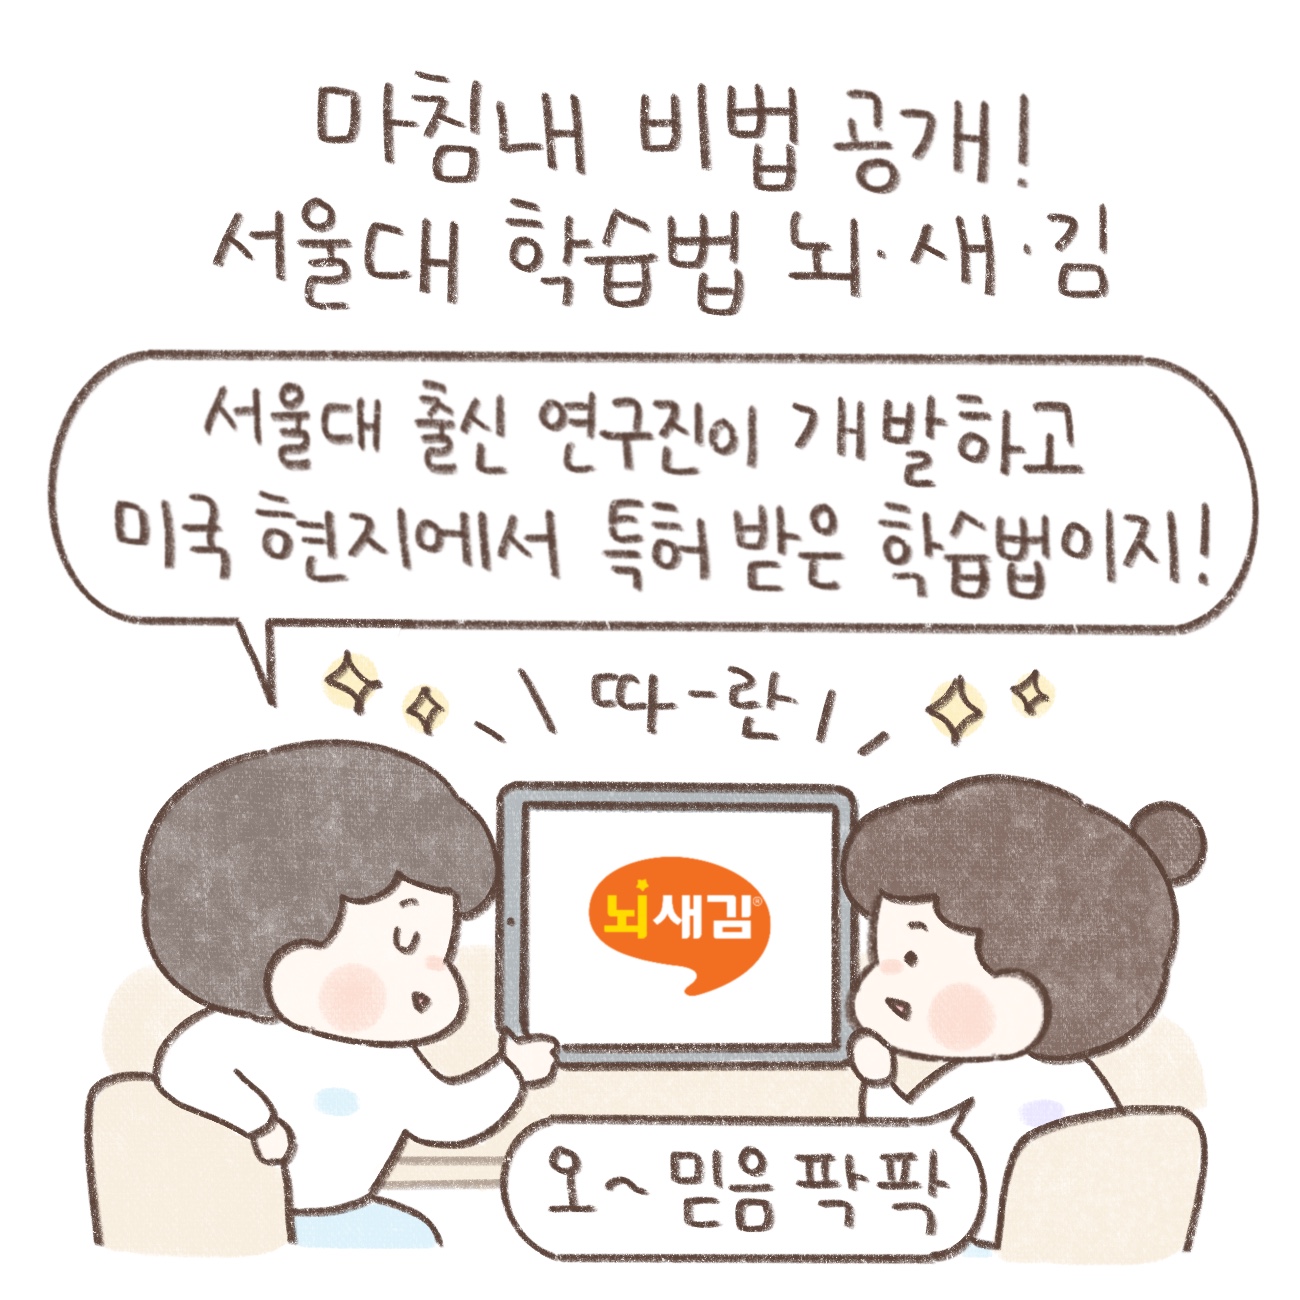 마침내 비법 공개!
서울대 학습법 뇌·새·김
서울대 출신 연구진이 개발하고
미국 현지에서 특허 받은 학습법이지!
따-란
뇌새김®
오~ 믿음 팍팍